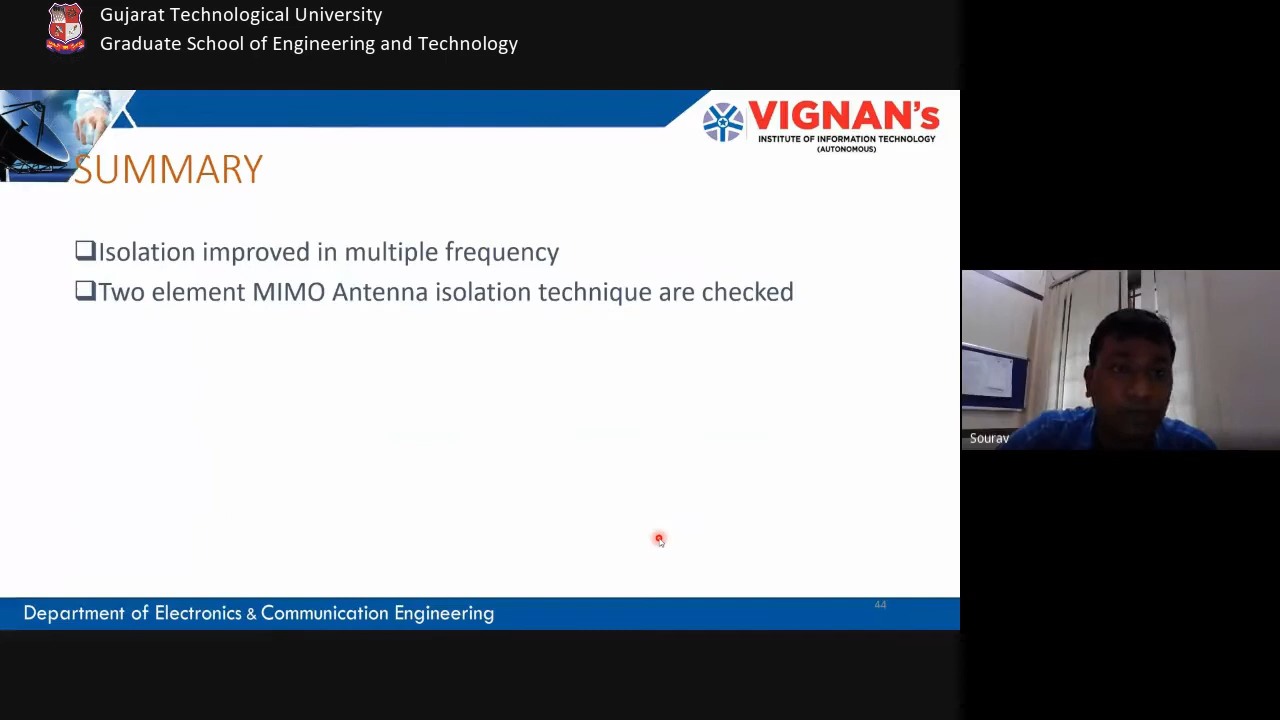 Gujarat Technological University
Graduate School of Engineering and Technology
VIGNAN's
INSTITUTE OF INFORMATION TECHNOLOGY
(AUTONOMOUS)
SUMMARY
❑Isolation improved in multiple frequency
❑Two element MIMO Antenna isolation technique are checked
Sourav
Department of Electronics & Communication Engineering
44